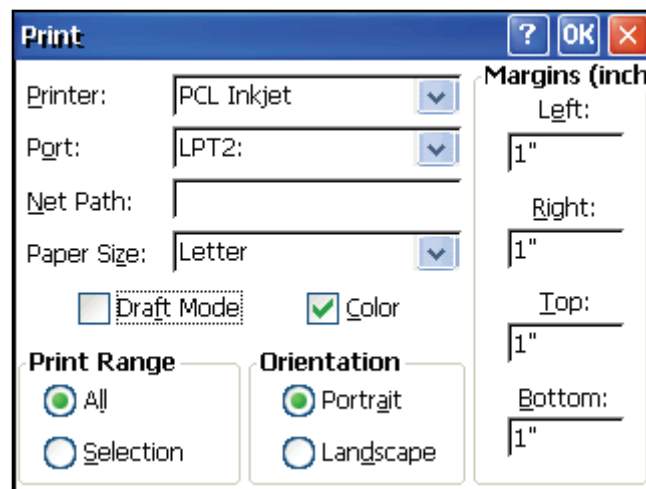 Print ? OK
Printer: PCL Inkjet
Port: LPT2:
Net Path:
Paper Size: Letter
Draft Mode Color
Print Range
All
Selection
Orientation
Portrait
Landscape
Margins (inch
Left:
1"
Right:
1"
Top:
1"
Bottom:
1"